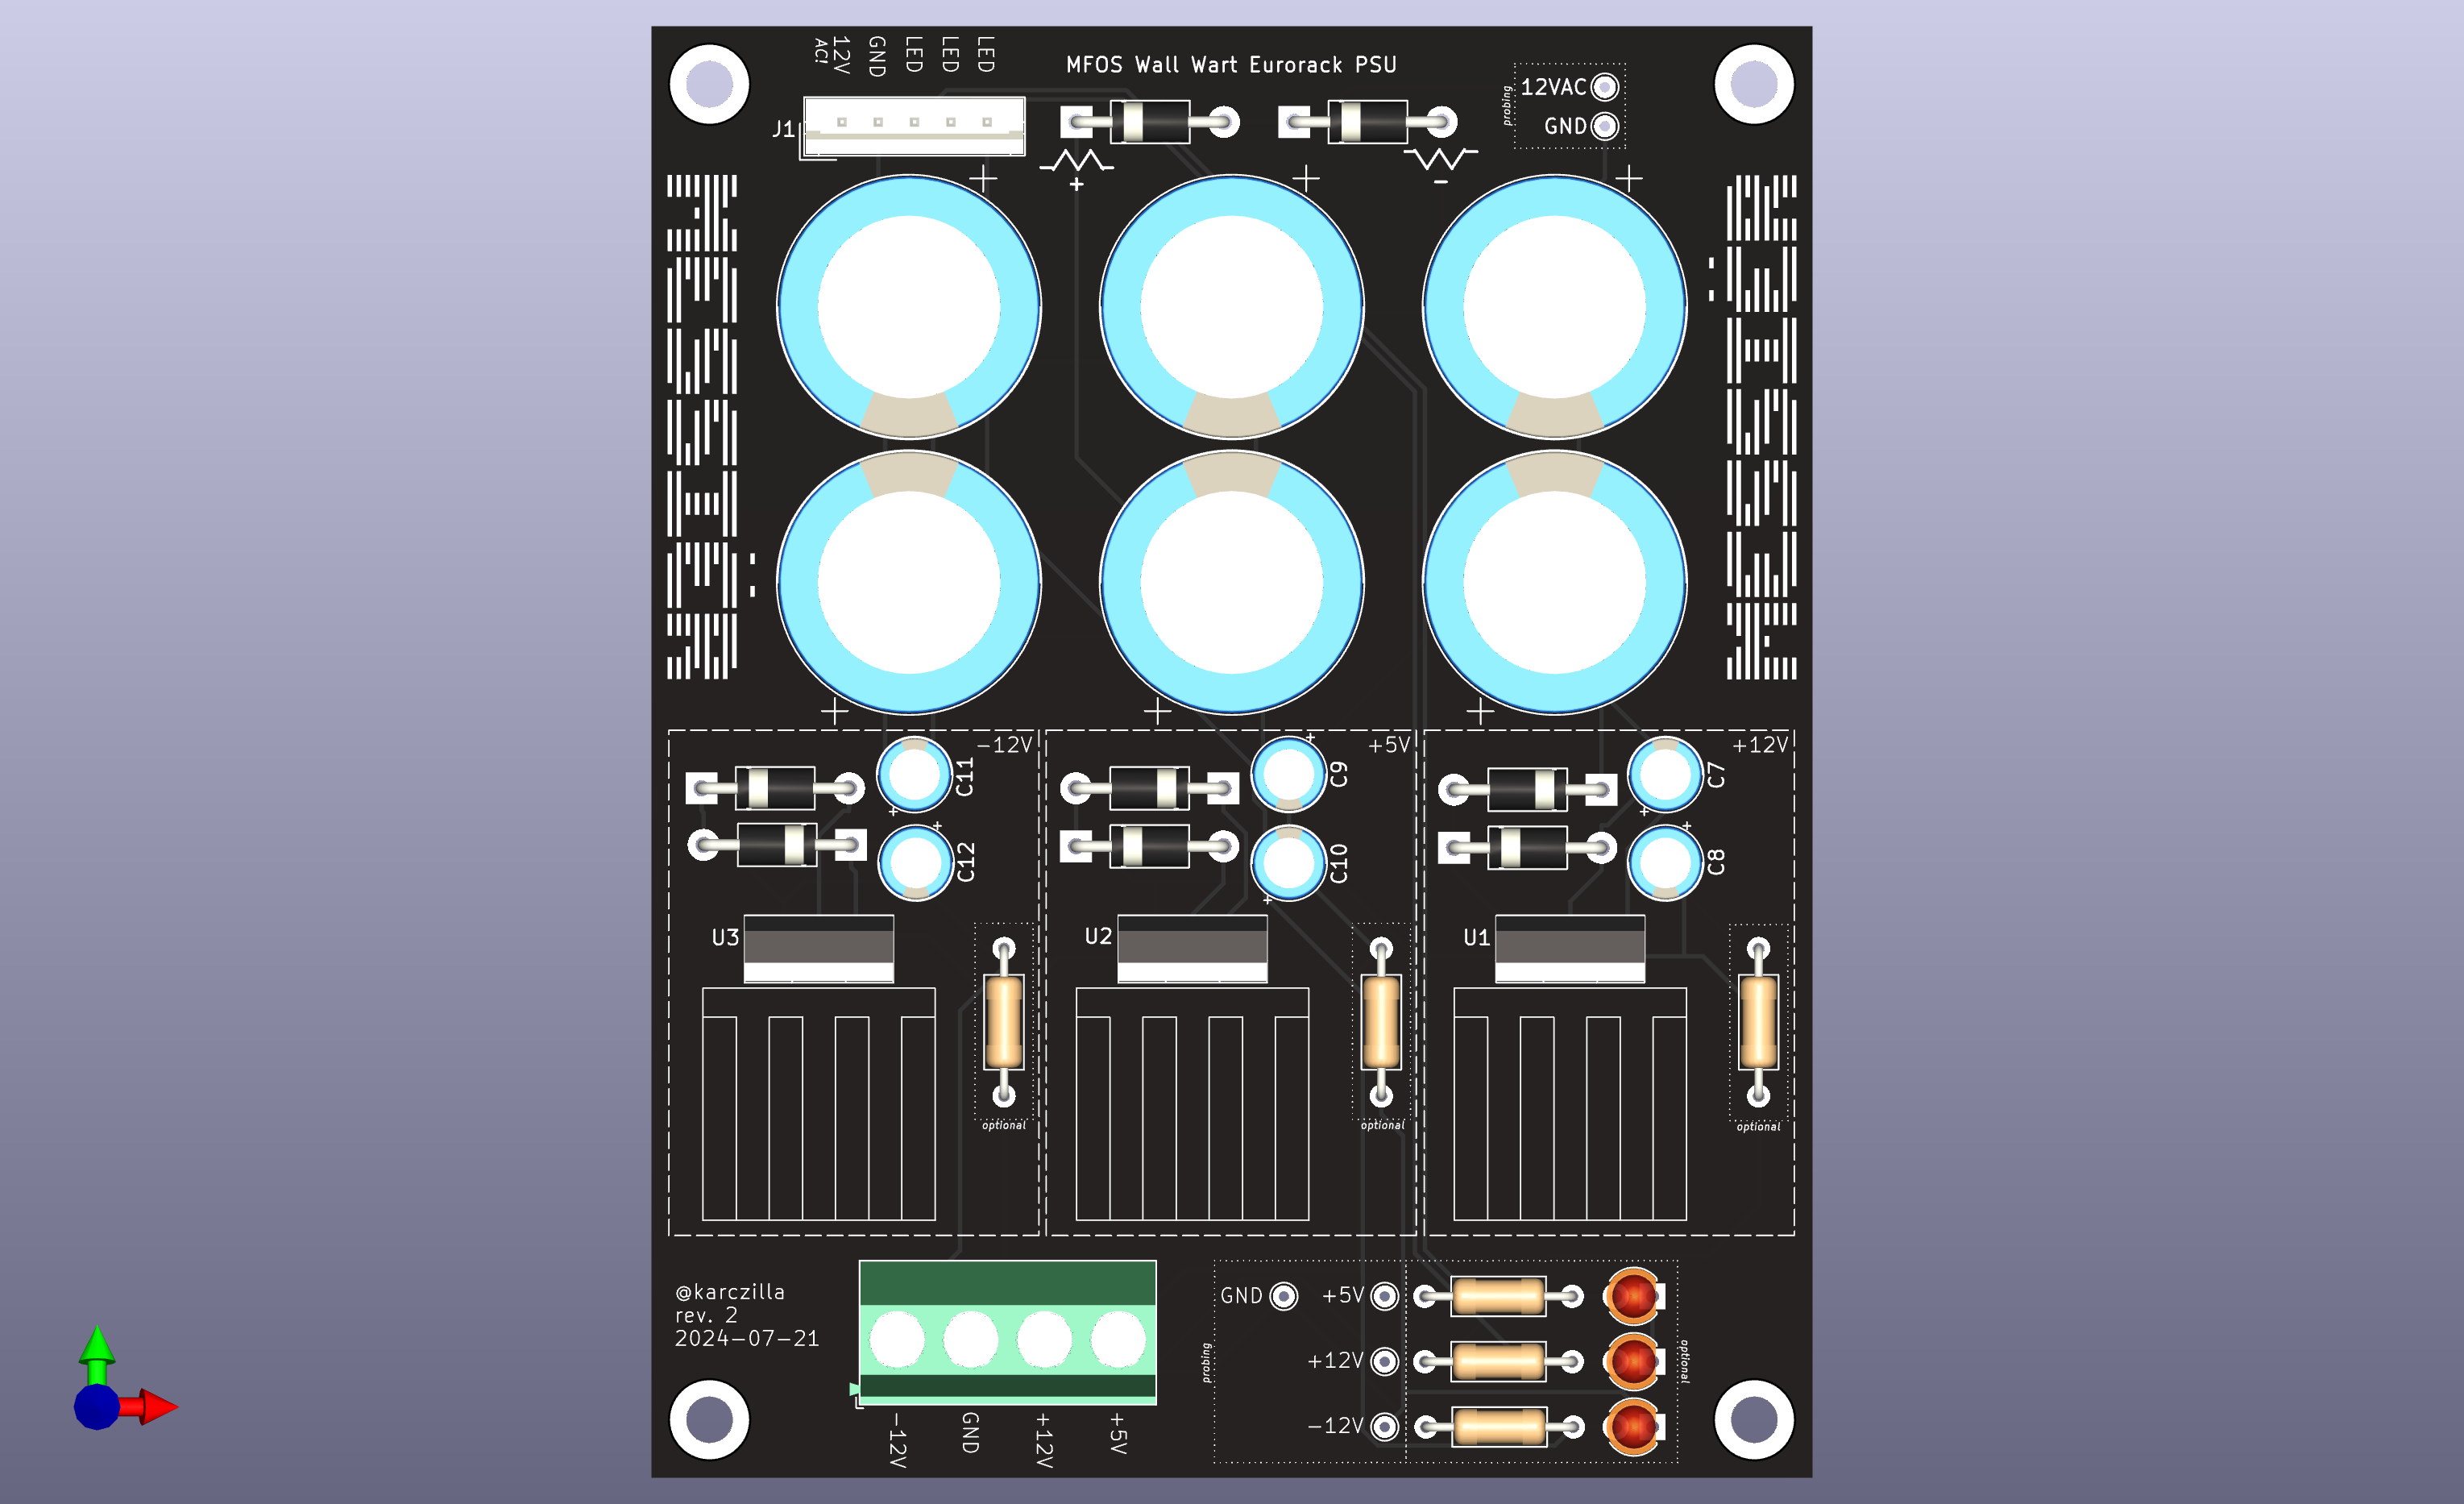 12V
AC!
GND
LED
LED
LED
MFOS Wall Wart Eurorack PSU
probing
12VAC
GND
J1
+
-
+
+
+
+
+
+
-12V
C11
+
+
C12
U3
optional
+5V
+
C9
C10
+
U2
optional
+12V
C7
+
+
C8
U1
optional
@karczilla
rev. 2
2024-07-21
-12V
GND
+12V
+5V
probing
GND
+5V
+12V
-12V
optional